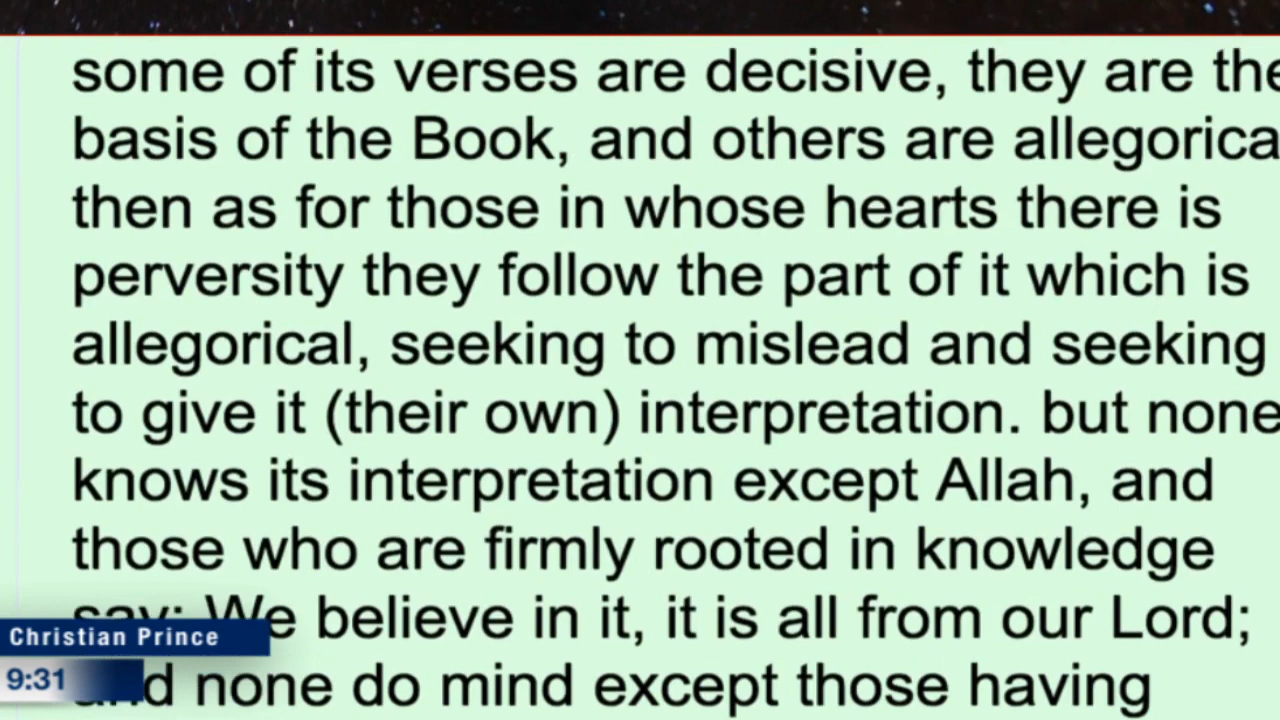 some of its verses are decisive, they are the
basis of the Book, and others are allegorica
then as for those in whose hearts there is
perversity they follow the part of it which is
allegorical, seeking to mislead and seeking
to give it (their own) interpretation. but none
knows its interpretation except Allah, and
those who are firmly rooted in knowledge
say: We believe in it, it is all from our Lord;
Christian Prince
9:31
and none do mind except those having